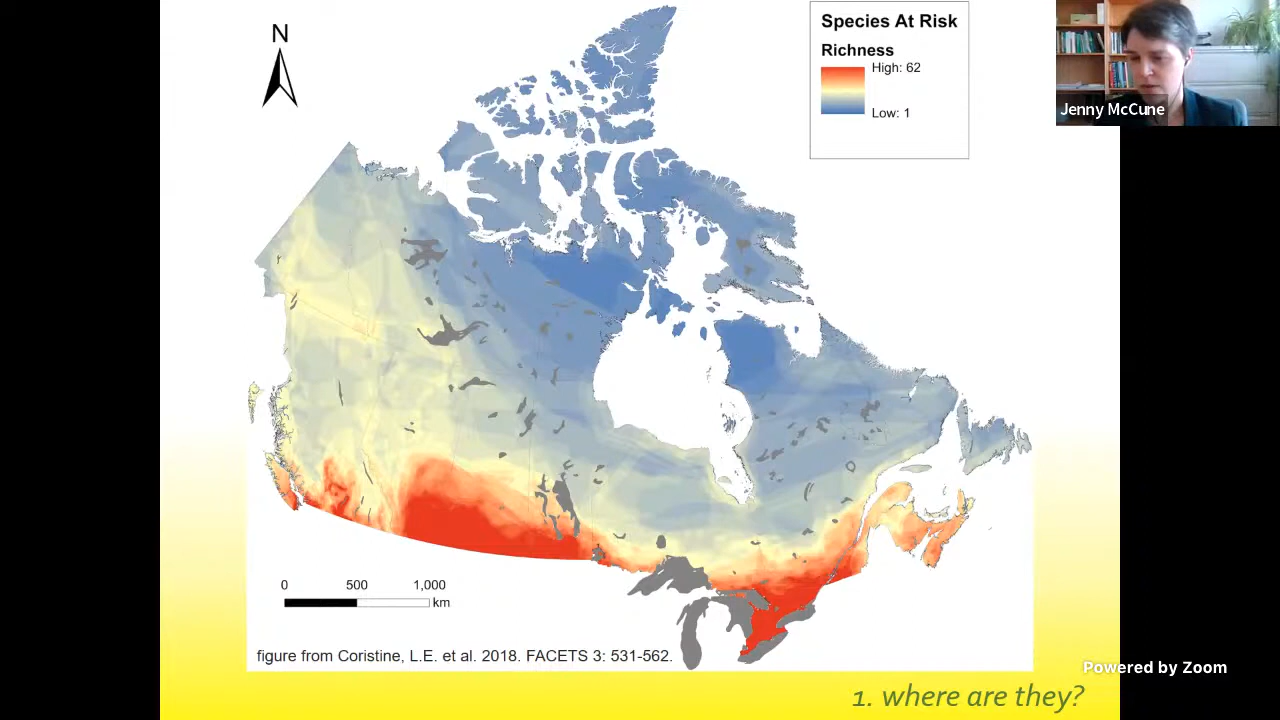 N
Species At Risk
Richness
High: 62
Low: 1
Jenny McCune
0 500 1,000
km
figure from Coristine, L.E. et al. 2018. FACETS 3: 531-562.
Powered by Zoom
1. where are they?